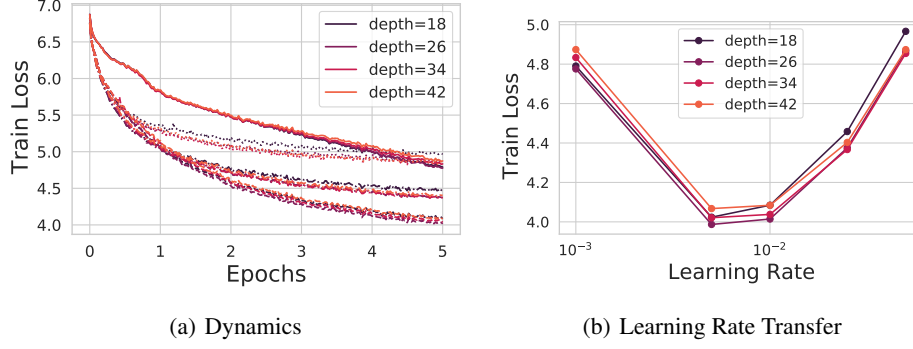 7.0
6.5
6.0
5.5
5.0
4.5
4.0
Train Loss
depth=18
depth=26
depth=34
depth=42
0
1
2
3
4
5
Epochs
(a) Dynamics
5.0
4.8
4.6
4.4
4.2
4.0
Train Loss
depth=18
depth=26
depth=34
depth=42
10⁻³
10⁻²
Learning Rate
(b) Learning Rate Transfer